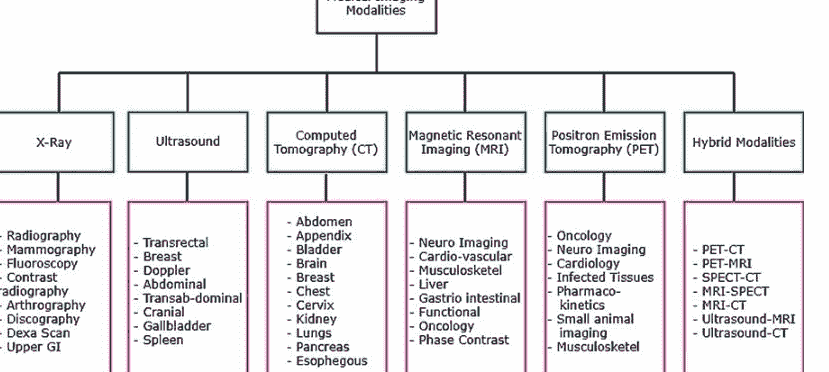 Medical Imaging
Modalities
X-Ray
Ultrasound
Computed
Tomography (CT)
Magnetic Resonant
Imaging (MRI)
Positron Emission
Tomography (PET)
Hybrid Modalities
- Radiography
- Mammography
- Fluoroscopy
- Contrast
radiography
- Arthrography
- Discography
- Dexa Scan
- Upper GI
- Transrectal
- Breast
- Doppler
- Abdominal
- Transab-dominal
- Cranial
- Gallbladder
- Spleen
- Abdomen
- Appendix
- Bladder
- Brain
- Breast
- Chest
- Cervix
- Kidney
- Lungs
- Pancreas
- Esophegous
- Neuro Imaging
- Cardio-vascular
- Musculosketel
- Liver
- Gastrio intestinal
- Functional
- Oncology
- Phase Contrast
- Oncology
- Neuro Imaging
- Cardiology
- Infected Tissues
- Pharmaco-
kinetics
- Small animal
imaging
- Musculosketel
- PET-CT
- PET-MRI
- SPECT-CT
- MRI-SPECT
- MRI-CT
- Ultrasound-MRI
- Ultrasound-CT